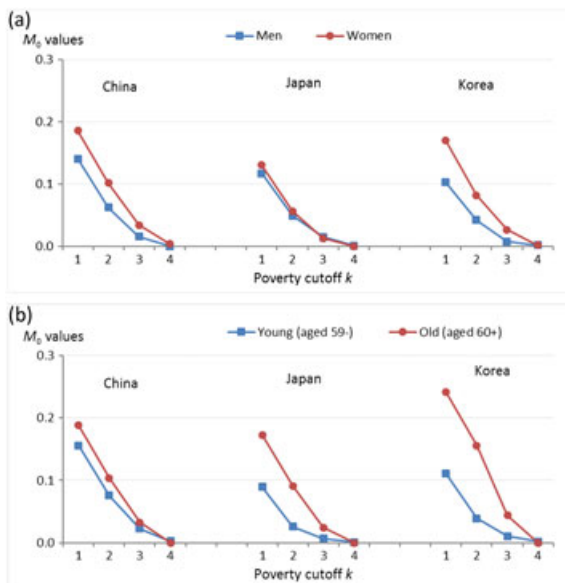 (a)
Men Women
M₀ values
0.3
China Japan Korea
0.2
0.1
0.0
1 2 3 4 1 2 3 4 1 2 3 4
Poverty cutoff k
(b)
Young (aged 59-) Old (aged 60+)
M₀ values
0.3
China Japan Korea
0.2
0.1
0.0
1 2 3 4 1 2 3 4 1 2 3 4
Poverty cutoff k